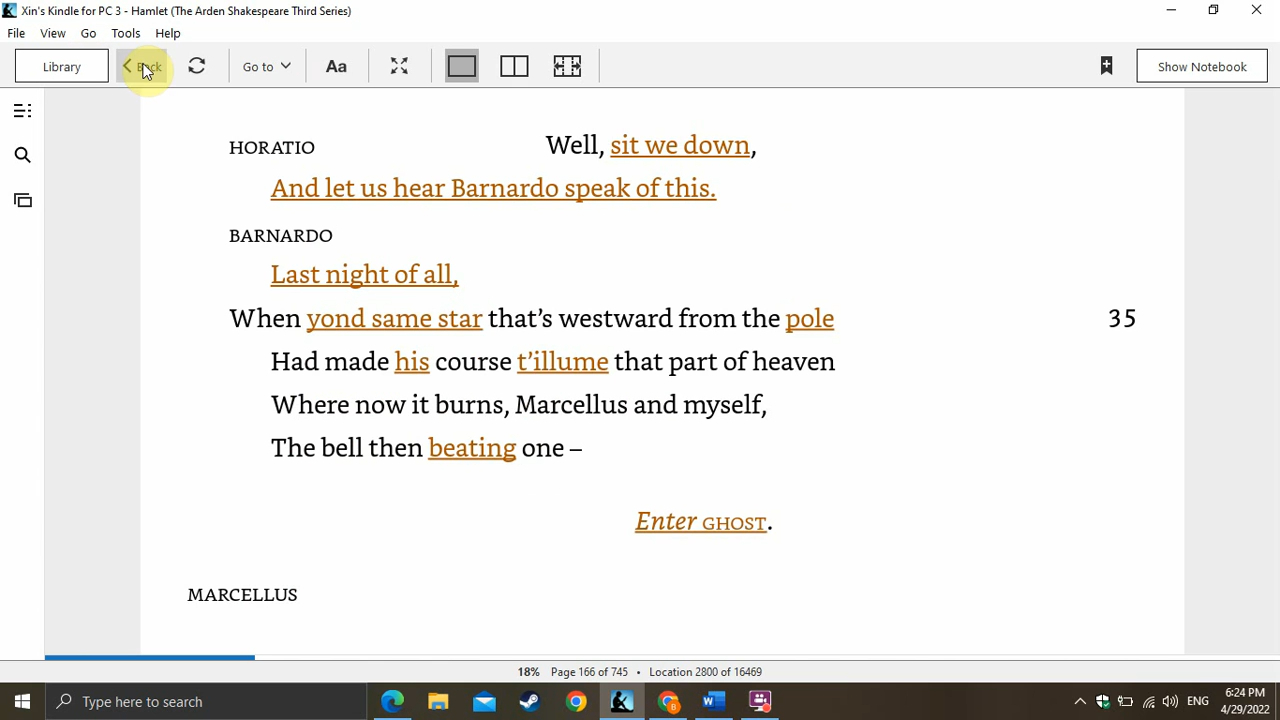 Xin's Kindle for PC 3 - Hamlet (The Arden Shakespeare Third Series)
File View Go Tools Help
Library Back Go to Aa Show Notebook
HORATIO Well, sit we down,
And let us hear Barnardo speak of this.
BARNARDO
Last night of all,
When yond same star that's westward from the pole 35
Had made his course t'illume that part of heaven
Where now it burns, Marcellus and myself,
The bell then beating one –
Enter GHOST.
MARCELLUS
18% Page 166 of 745 • Location 2800 of 16469
Type here to search ENG 6:24 PM
4/29/2022